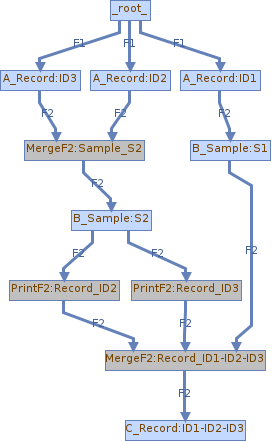 _root_
F1 F1 F1
A_Record:ID3 A_Record:ID2 A_Record:ID1
F2 F2 F2
MergeF2:Sample_S2 B_Sample:S1
F2
B_Sample:S2
F2 F2 F2
PrintF2:Record_ID2 PrintF2:Record_ID3
F2 F2
MergeF2:Record_ID1-ID2-ID3
F2
C_Record:ID1-ID2-ID3